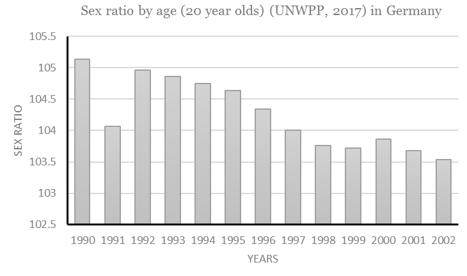 Sex ratio by age (20 year olds) (UNWPP, 2017) in Germany
105.5
105
104.5
104
103.5
103
102.5
SEX RATIO
1990 1991 1992 1993 1994 1995 1996 1997 1998 1999 2000 2001 2002
YEARS